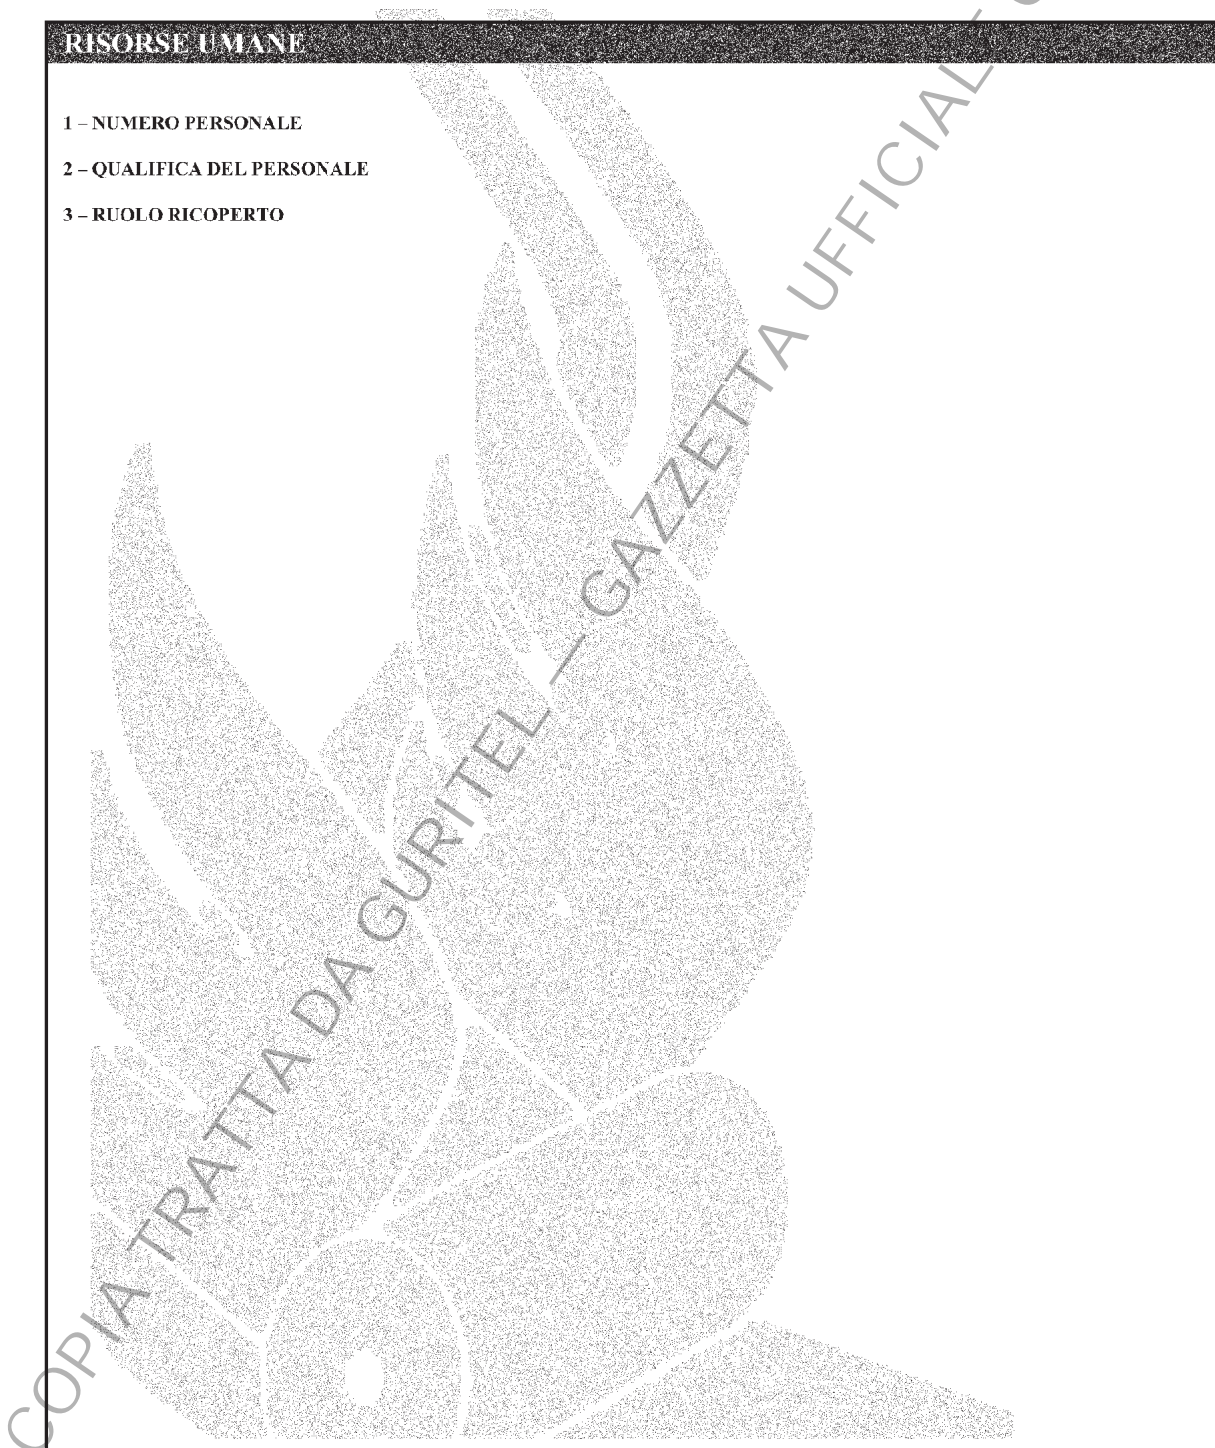 RISORSE UMANE
1 – NUMERO PERSONALE
2 – QUALIFICA DEL PERSONALE
3 – RUOLO RICOPERTO
COPIA TRATTA DA GURITEL — GAZZETTA UFFICIALE